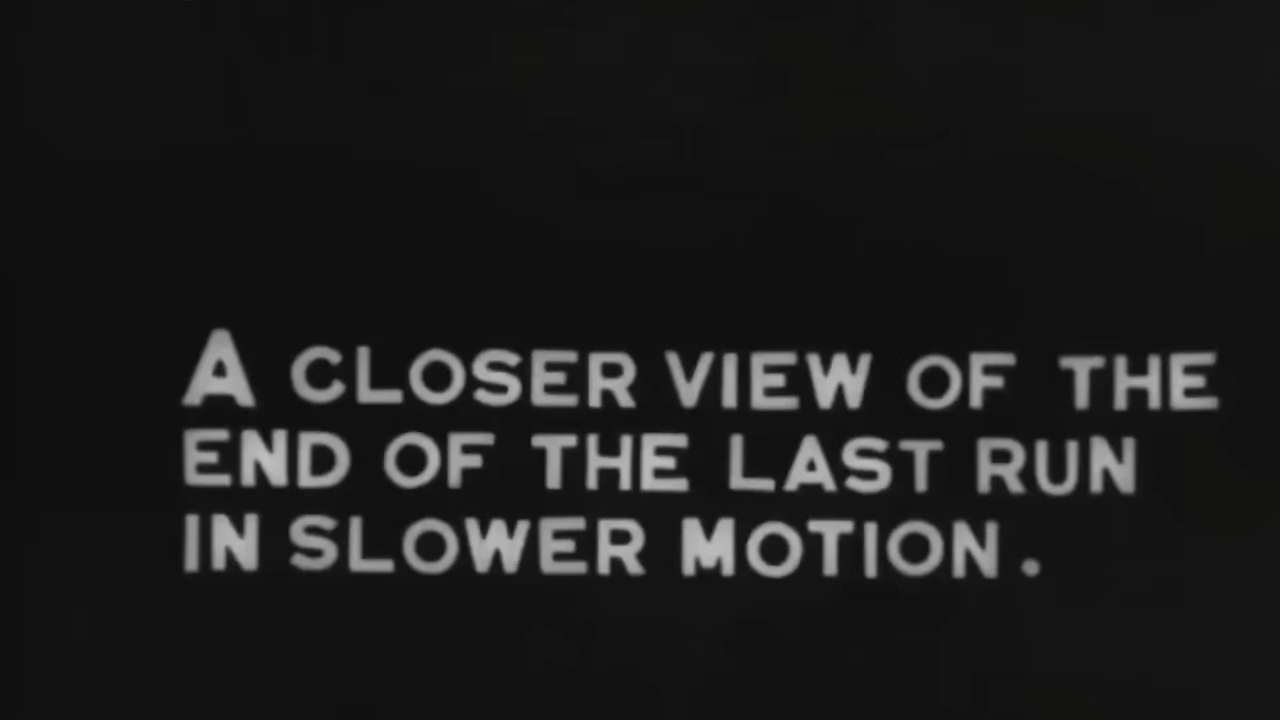 A CLOSER VIEW OF THE
END OF THE LAST RUN
IN SLOWER MOTION.